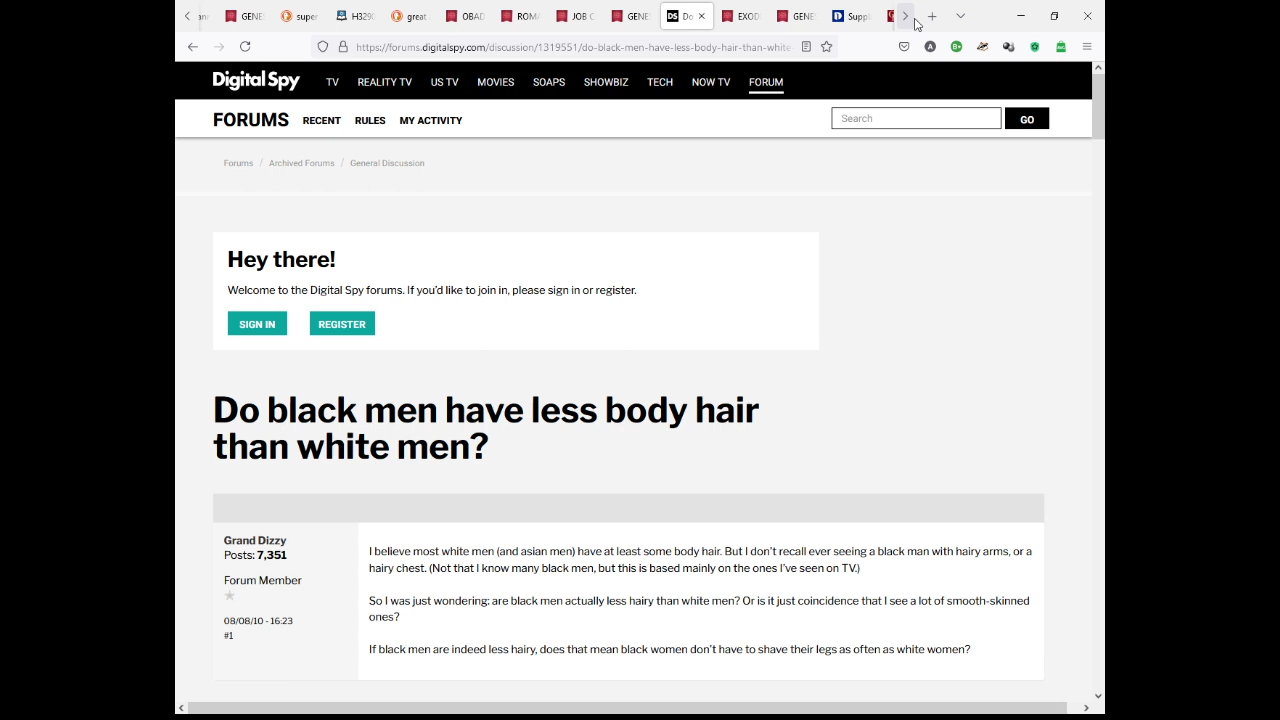 GENE
super
H3290
great
OBAD
ROMA
JOB C
GENE
DS Do
EXOD
GENE
D Suppl
https://forums.digitalspy.com/discussion/1319551/do-black-men-have-less-body-hair-than-white
Digital Spy TV REALITY TV US TV MOVIES SOAPS SHOWBIZ TECH NOW TV FORUM
FORUMS RECENT RULES MY ACTIVITY Search GO
Forums / Archived Forums / General Discussion
Hey there!
Welcome to the Digital Spy forums. If you'd like to join in, please sign in or register.
SIGN IN REGISTER
Do black men have less body hair
than white men?
Grand Dizzy
Posts: 7,351
Forum Member
08/08/10 - 16:23
#1
I believe most white men (and asian men) have at least some body hair. But I don't recall ever seeing a black man with hairy arms, or a
hairy chest. (Not that I know many black men, but this is based mainly on the ones I've seen on TV.)
So I was just wondering: are black men actually less hairy than white men? Or is it just coincidence that I see a lot of smooth-skinned
ones?
If black men are indeed less hairy, does that mean black women don't have to shave their legs as often as white women?